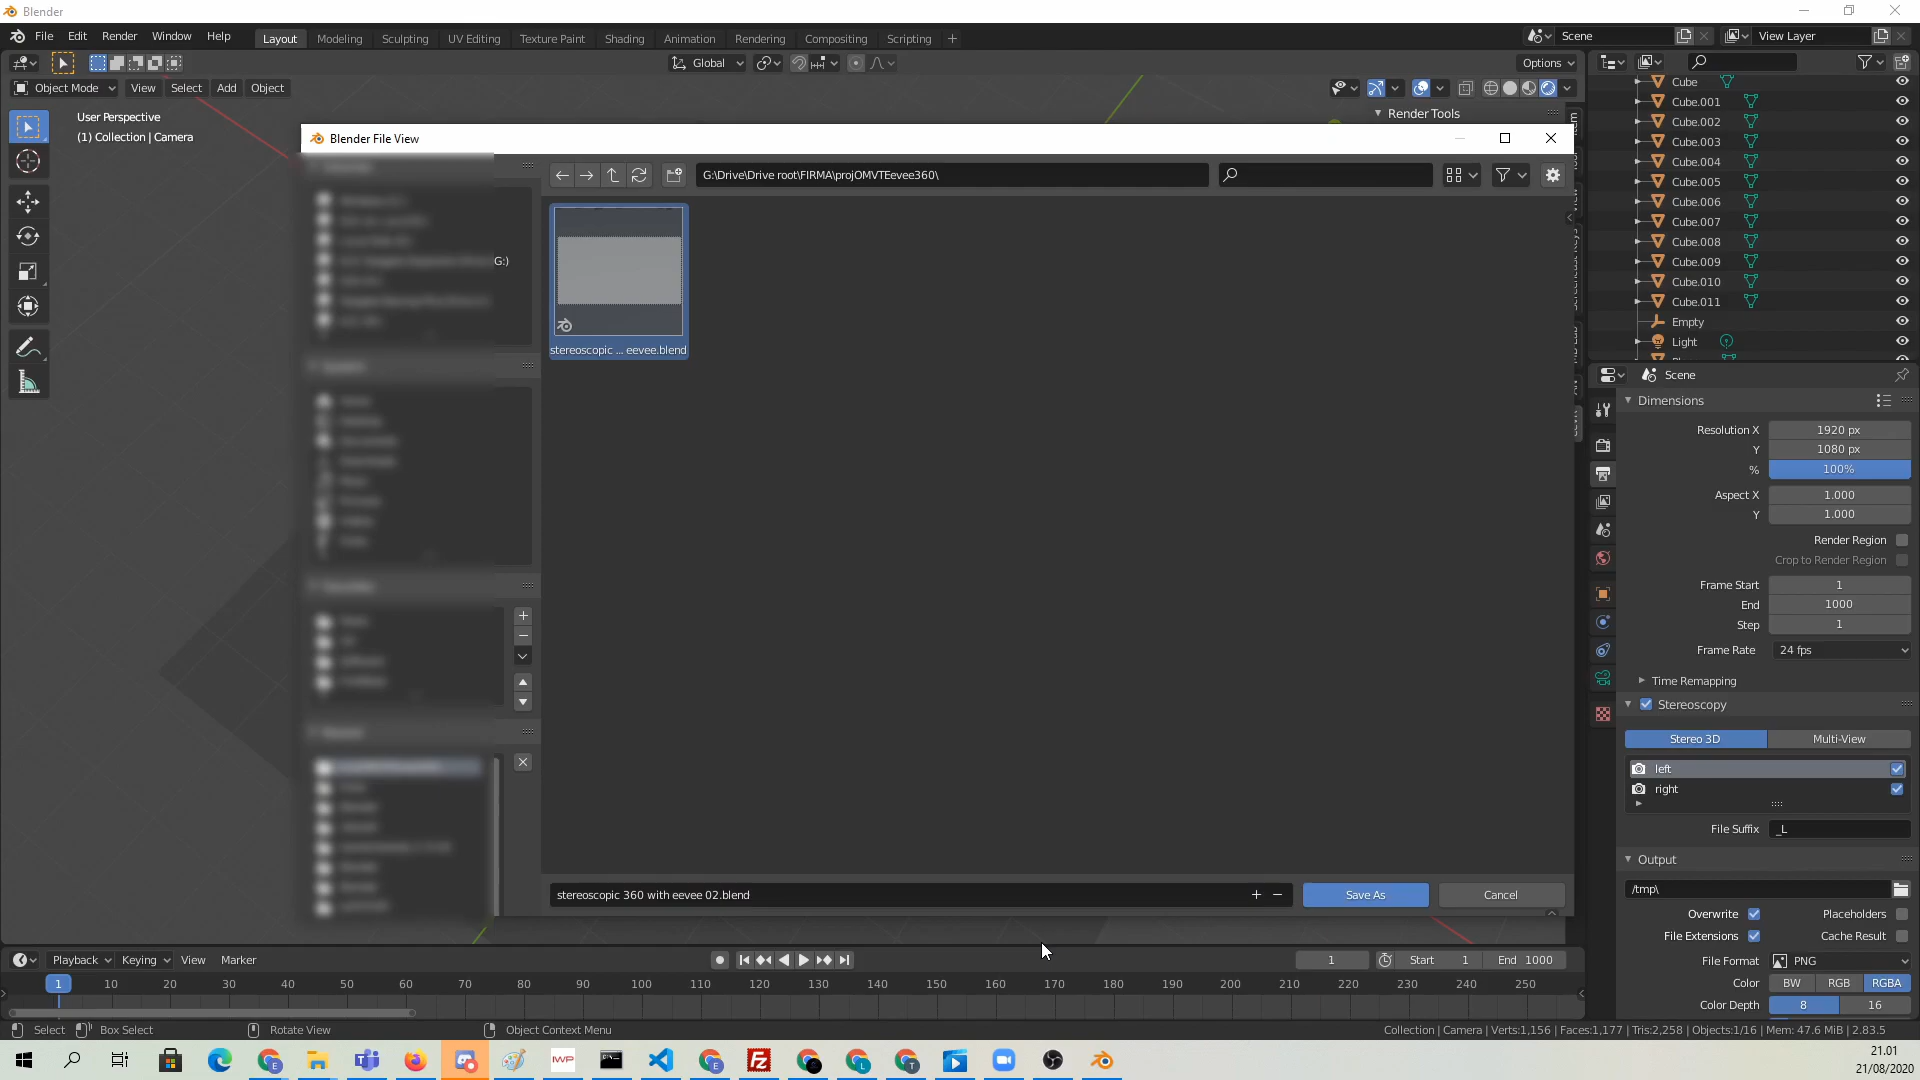 Blender
File Edit Render Window Help
Layout Modeling Sculpting UV Editing Texture Paint Shading Animation Rendering Compositing Scripting +
Scene
View Layer
Global
Options
Object Mode View Select Add Object
User Perspective
(1) Collection | Camera
Render Tools
Blender File View
G:\Drive\Drive root\FIRMA\projOMVTEevee360\
G:)
stereoscopic ... eevee.blend
stereoscopic 360 with eevee 02.blend
Save As
Cancel
Cube
Cube.001
Cube.002
Cube.003
Cube.004
Cube.005
Cube.006
Cube.007
Cube.008
Cube.009
Cube.010
Cube.011
Empty
Light
Scene
Dimensions
Resolution X 1920 px
Y 1080 px
% 100%
Aspect X 1.000
Y 1.000
Render Region
Crop to Render Region
Frame Start 1
End 1000
Step 1
Frame Rate 24 fps
Time Remapping
Stereoscopy
Stereo 3D Multi-View
left
right
File Suffix _L
Output
/tmp\
Overwrite Placeholders
File Extensions Cache Result
File Format PNG
Color BW RGB RGBA
Color Depth 8 16
Playback Keying View Marker
1 Start 1 End 1000
1 10 20 30 40 50 60 70 80 90 100 110 120 130 140 150 160 170 180 190 200 210 220 230 240 250
Select Box Select Rotate View Object Context Menu
Collection | Camera | Verts:1,156 | Faces:1,177 | Tris:2,258 | Objects:1/16 | Mem: 47.6 MiB | 2.83.5
IWP
21.01
21/08/2020